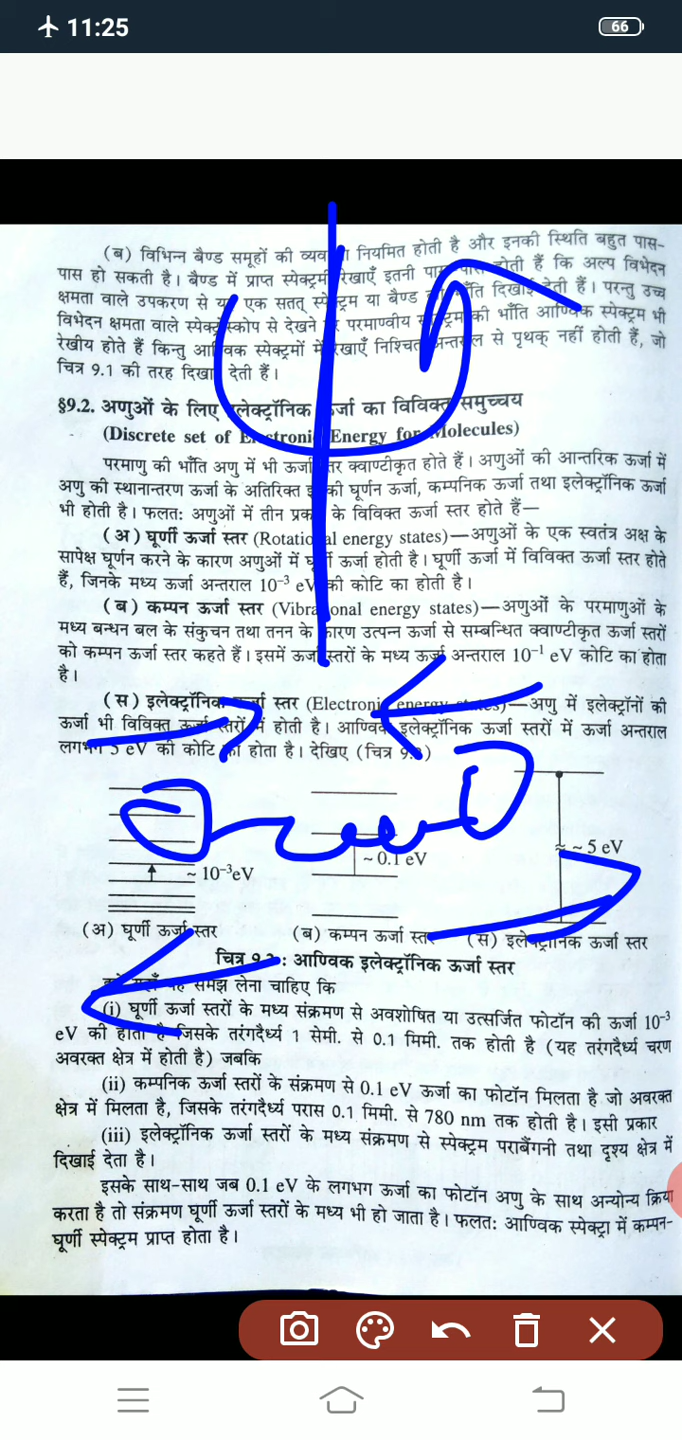 11:25
66
(ब) विभिन्न बैण्ड समूहों की नियमित होती है और इनकी स्थिति बहुत पास-
पास हो सकती है। बैण्ड में प्राप्त स्पेक्ट्रमी रेखाएँ इतनी होती हैं कि अल्प विभेदन
क्षमता वाले उपकरण से एक सतत् या बैण्ड भाँति दिखाई देती हैं। परन्तु उच्च
विभेदन क्षमता वाले स्पेक्ट्रोस्कोप से देखने परमाण्वीय की भाँति आण्विक स्पेक्ट्रम भी
रेखीय होते हैं किन्तु आण्विक स्पेक्ट्रमों में रेखाएँ निश्चित अन्तराल से पृथक् नहीं होती हैं, जो
चित्र 9.1 की तरह दिखाई देती हैं।
§9.2. अणुओं के लिए इलेक्ट्रॉनिक ऊर्जा का विविक्त समुच्चय
(Discrete set of Electronic Energy for Molecules)
परमाणु की भाँति अणु में भी ऊर्जा स्तर क्वाण्टीकृत होते हैं। अणुओं की आन्तरिक ऊर्जा में
अणु की स्थानान्तरण ऊर्जा के अतिरिक्त की घूर्णन ऊर्जा, कम्पनिक ऊर्जा तथा इलेक्ट्रॉनिक ऊर्जा
भी होती है। फलत: अणुओं में तीन प्रकार के विविक्त ऊर्जा स्तर होते हैं—
(अ) घूर्णी ऊर्जा स्तर (Rotational energy states)—अणुओं के एक स्वतंत्र अक्ष के
सापेक्ष घूर्णन करने के कारण अणुओं में घूर्णी ऊर्जा होती है। घूर्णी ऊर्जा में विविक्त ऊर्जा स्तर होते
हैं, जिनके मध्य ऊर्जा अन्तराल 10⁻³ eV की कोटि का होता है।
(ब) कम्पन ऊर्जा स्तर (Vibrational energy states)—अणुओं के परमाणुओं के
मध्य बन्धन बल के संकुचन तथा तनन के कारण उत्पन्न ऊर्जा से सम्बन्धित क्वाण्टीकृत ऊर्जा स्तरों
को कम्पन ऊर्जा स्तर कहते हैं। इसमें ऊर्जा स्तरों के मध्य ऊर्जा अन्तराल 10⁻¹ eV कोटि का होता
है।
(स) इलेक्ट्रॉनिक ऊर्जा स्तर (Electronic energy states)—अणु में इलेक्ट्रॉनों की
ऊर्जा भी विविक्त ऊर्जा स्तरों में होती है। आण्विक इलेक्ट्रॉनिक ऊर्जा स्तरों में ऊर्जा अन्तराल
लगभग 5 eV की कोटि का होता है। देखिए (चित्र 9.3)
~ 10⁻³eV
~ 0.1 eV
~ 5 eV
(अ) घूर्णी ऊर्जा स्तर
(ब) कम्पन ऊर्जा स्तर
(स) इलेक्ट्रॉनिक ऊर्जा स्तर
चित्र : आण्विक इलेक्ट्रॉनिक ऊर्जा स्तर
समझ लेना चाहिए कि
(i) घूर्णी ऊर्जा स्तरों के मध्य संक्रमण से अवशोषित या उत्सर्जित फोटॉन की ऊर्जा 10⁻³
eV की होती है जिसके तरंगदैर्ध्य 1 सेमी. से 0.1 मिमी. तक होती है (यह तरंगदैर्ध्य चरण
अवरक्त क्षेत्र में होती है) जबकि
(ii) कम्पनिक ऊर्जा स्तरों के संक्रमण से 0.1 eV ऊर्जा का फोटॉन मिलता है जो अवरक्त
क्षेत्र में मिलता है, जिसके तरंगदैर्ध्य परास 0.1 मिमी. से 780 nm तक होती है। इसी प्रकार
(iii) इलेक्ट्रॉनिक ऊर्जा स्तरों के मध्य संक्रमण से स्पेक्ट्रम पराबैंगनी तथा दृश्य क्षेत्र में
दिखाई देता है।
इसके साथ-साथ जब 0.1 eV के लगभग ऊर्जा का फोटॉन अणु के साथ अन्योन्य क्रिया
करता है तो संक्रमण घूर्णी ऊर्जा स्तरों के मध्य भी हो जाता है। फलत: आण्विक स्पेक्ट्रा में कम्पन-
घूर्णी स्पेक्ट्रम प्राप्त होता है।